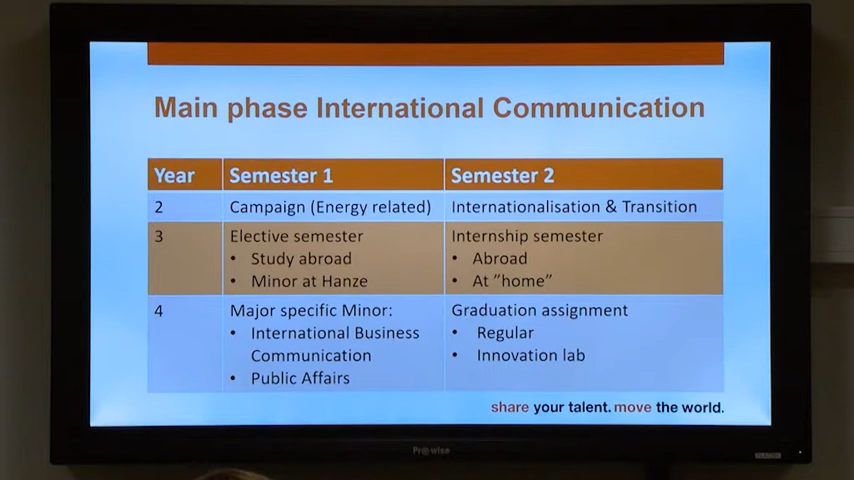 Main phase International Communication
Year Semester 1 Semester 2
2 Campaign (Energy related) Internationalisation & Transition
3 Elective semester Internship semester
• Study abroad • Abroad
• Minor at Hanze • At ”home”
4 Major specific Minor: Graduation assignment
• International Business • Regular
Communication • Innovation lab
• Public Affairs
share your talent. move the world.
Prowise